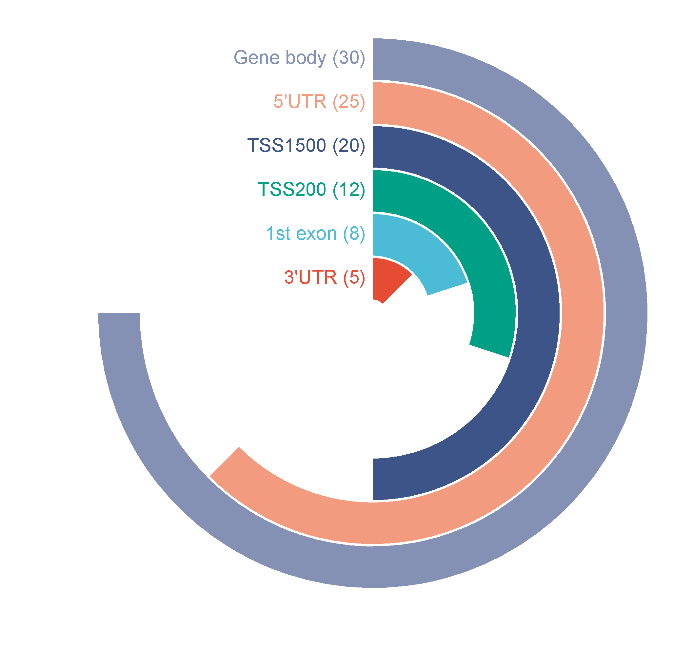 Gene body (30)
5'UTR (25)
TSS1500 (20)
TSS200 (12)
1st exon (8)
3'UTR (5)